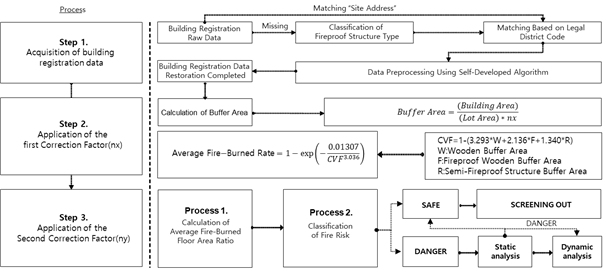 Process
Step 1.
Acquisition of building
registration data
Step 2.
Application of the
first Correction Factor(nx)
Step 3.
Application of the
Second Correction Factor(ny)
Matching "Site Address"
Building Registration
Raw Data
Missing
Classification of
Fireproof Structure Type
Matching Based on Legal
District Code
Building Registration Data
Restoration Completed
Data Preprocessing Using Self-Developed Algorithm
Calculation of Buffer Area
Buffer Area = (Building Area) / (Lot Area) * nx
Average Fire−Burned Rate = 1 − exp(− 0.01307 / CVF^3.036)
CVF=1-(3.293*W+2.136*F+1.340*R)
W:Wooden Buffer Area
F:Fireproof Wooden Buffer Area
R:Semi-Fireproof Structure Buffer Area
Process 1.
Calculation of
Average Fire-Burned
Floor Area Ratio
Process 2.
Classification
of Fire Risk
SAFE
SCREENING OUT
DANGER
DANGER
Static
analysis
Dynamic
analysis